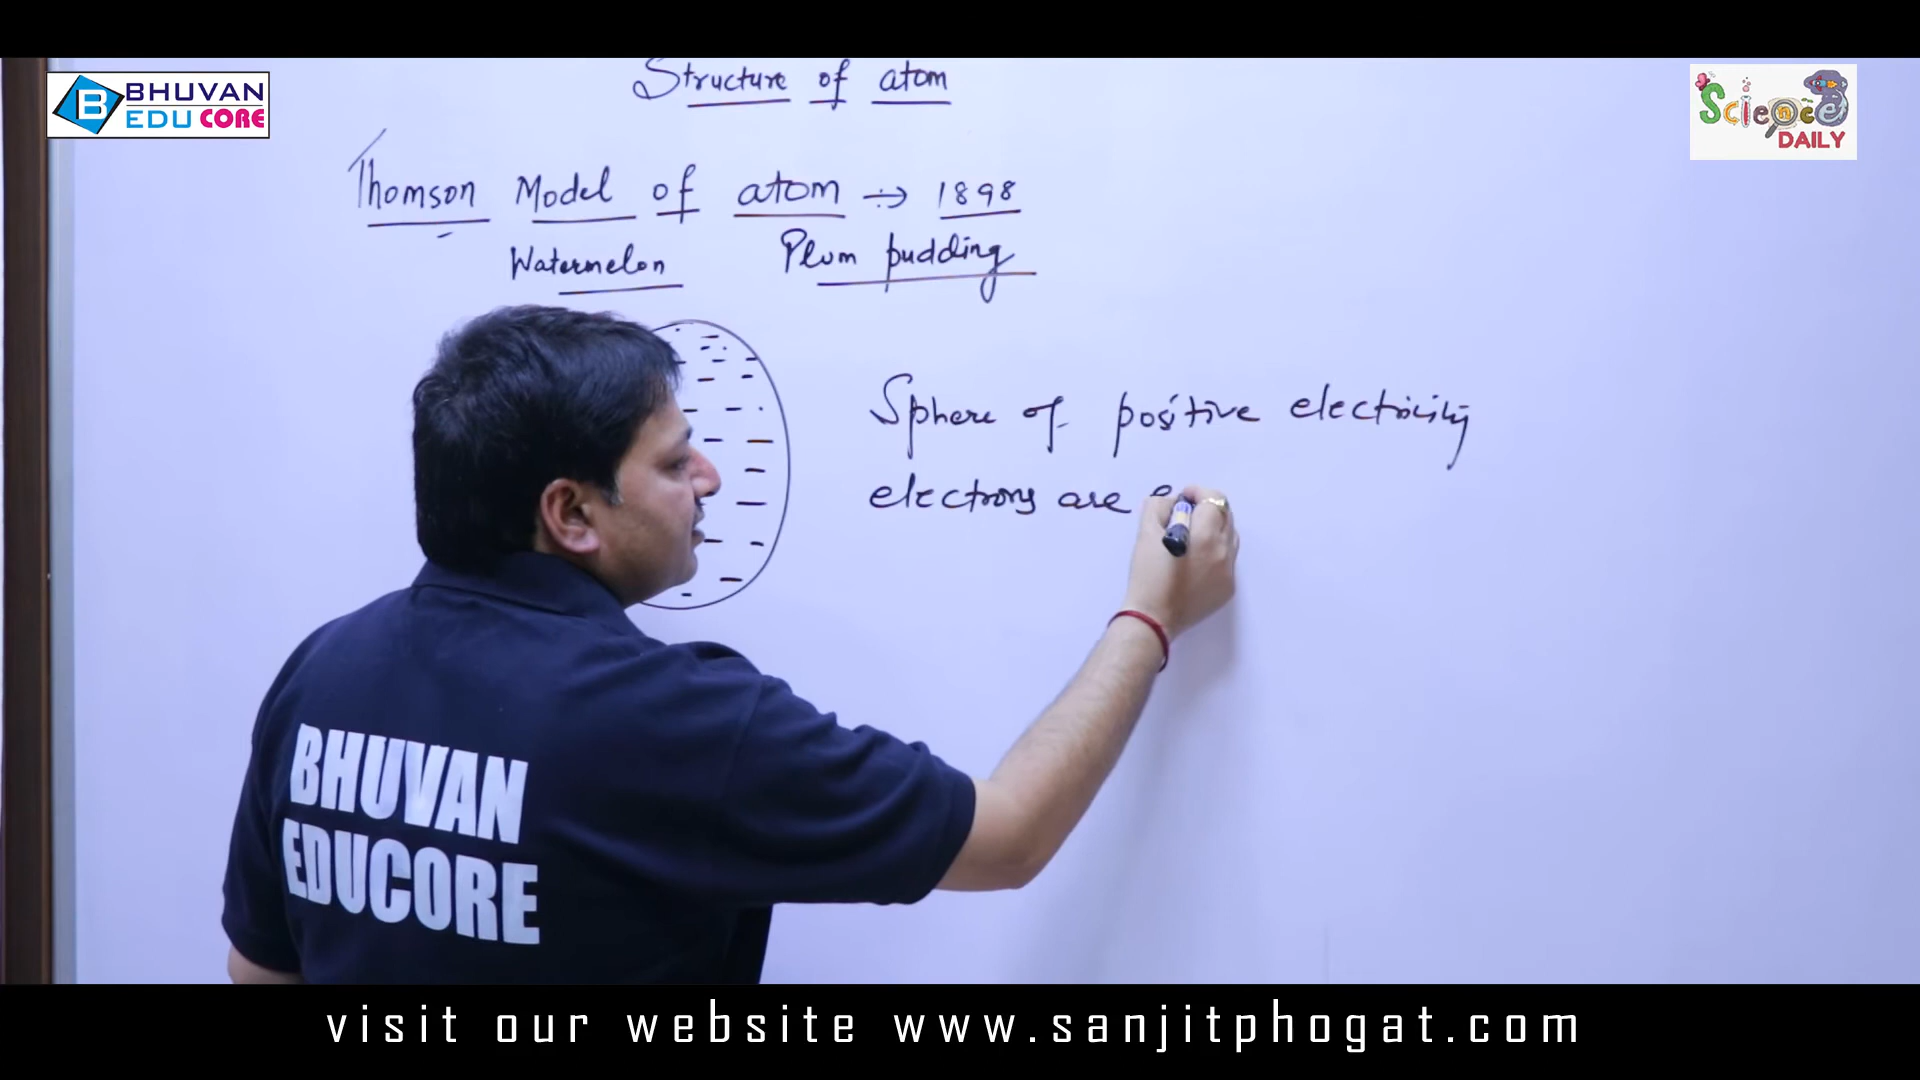 Structure of atom
BHUVAN
EDU CORE
Science
DAILY
Thomson Model of atom ÷→ 1898
Watermelon Plum pudding
Sphere of positive electricity
electrons are e
BHUVAN
EDUCORE
visit our website www.sanjitphogat.com